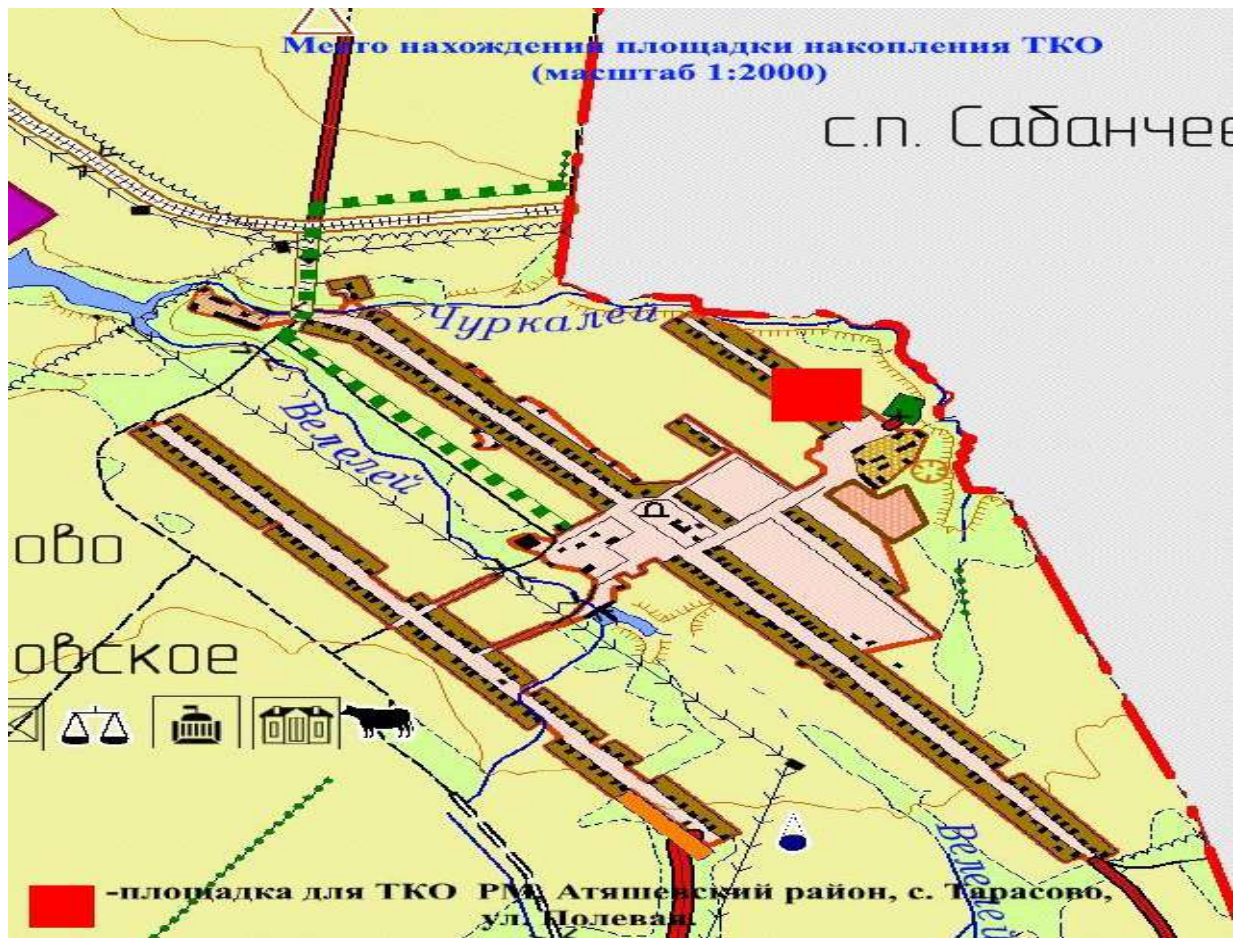 Место нахождения площадки накопления ТКО
(масштаб 1:2000)
с.п. Сабанчее
Чуркалей
Велелей
ово
овское
Велелей
-площадка для ТКО РМ, Атяшевский район, с. Тарасово,
ул. Полевая.